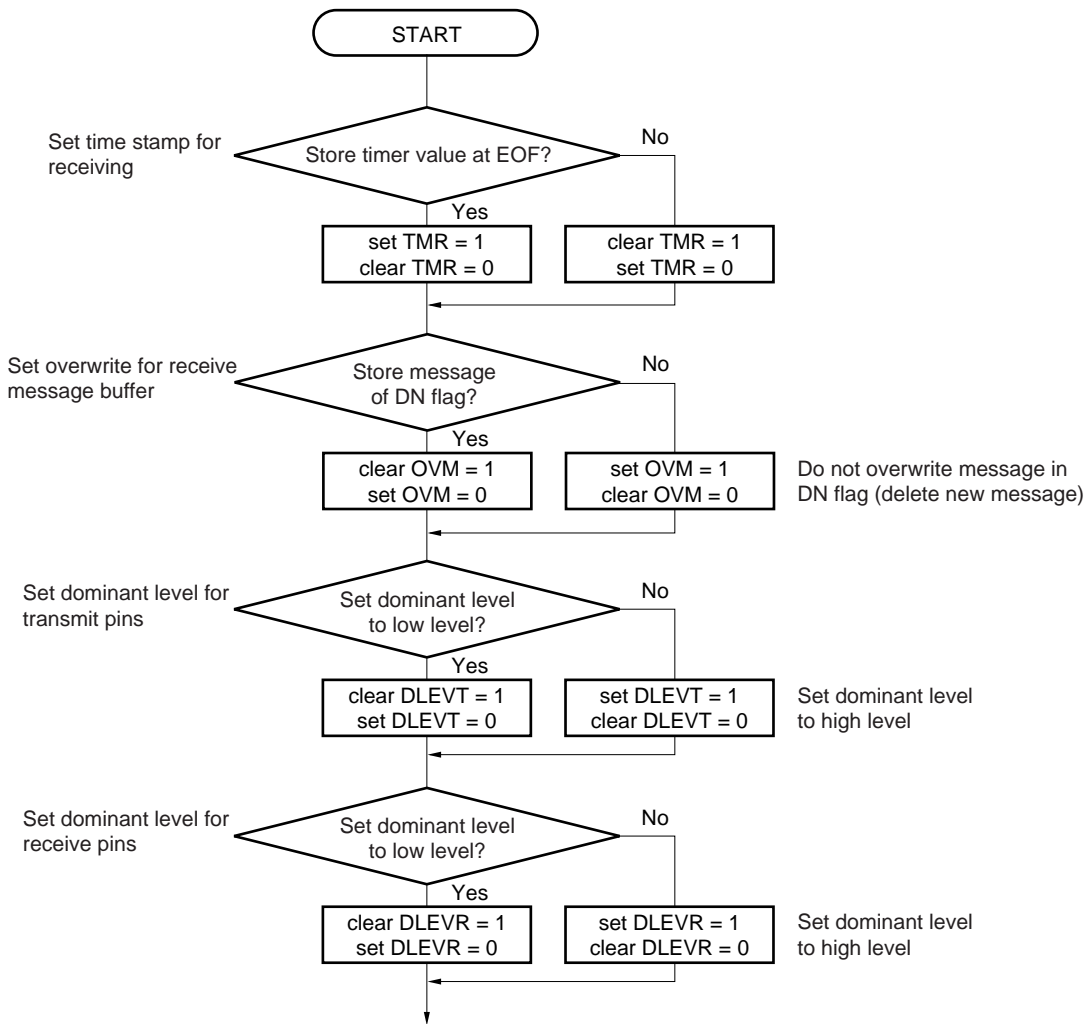 START
Set time stamp for
receiving
Store timer value at EOF?
No
Yes
set TMR = 1
clear TMR = 0
clear TMR = 1
set TMR = 0
Set overwrite for receive
message buffer
Store message
of DN flag?
No
Yes
clear OVM = 1
set OVM = 0
set OVM = 1
clear OVM = 0
Do not overwrite message in
DN flag (delete new message)
Set dominant level for
transmit pins
Set dominant level
to low level?
No
Yes
clear DLEVT = 1
set DLEVT = 0
set DLEVT = 1
clear DLEVT = 0
Set dominant level
to high level
Set dominant level for
receive pins
Set dominant level
to low level?
No
Yes
clear DLEVR = 1
set DLEVR = 0
set DLEVR = 1
clear DLEVR = 0
Set dominant level
to high level